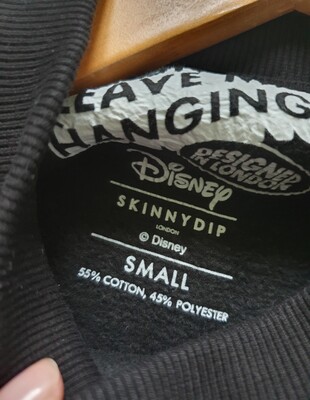 LEAVE M
HANGING
DESIGNED
IN LONDON
Disney
SKINNYDIP
LONDON
© Disney
SMALL
55% COTTON, 45% POLYESTER